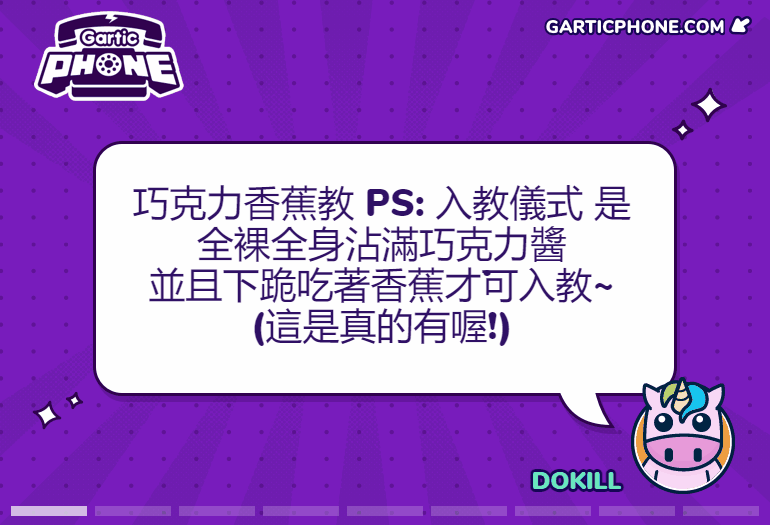 Gartic
PHONE
GARTICPHONE.COM
巧克力香蕉教 PS: 入教儀式 是
全裸全身沾滿巧克力醬
並且下跪吃著香蕉才可入教~
(這是真的有喔!)
DOKILL